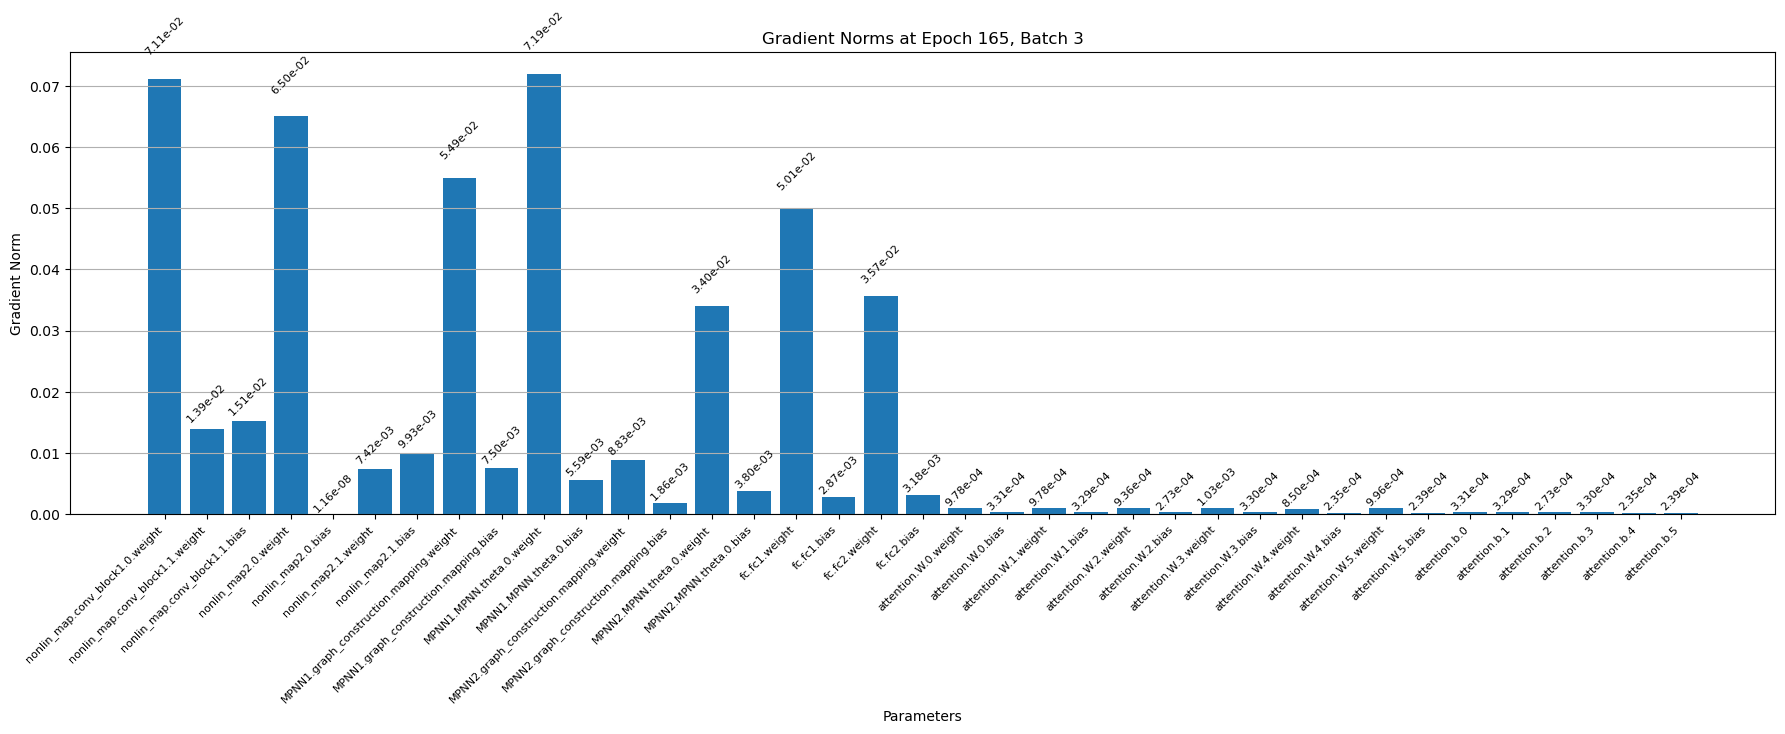 Gradient Norms at Epoch 165, Batch 3
Gradient Norm
0.07
0.06
0.05
0.04
0.03
0.02
0.01
0.00
7.11e-02
1.39e-02
1.51e-02
6.50e-02
1.16e-08
7.42e-03
9.93e-03
5.49e-02
7.50e-03
7.19e-02
5.59e-03
8.83e-03
1.86e-03
3.40e-02
3.80e-03
5.01e-02
2.87e-03
3.57e-02
3.18e-03
9.78e-04
3.31e-04
9.78e-04
3.29e-04
9.36e-04
2.73e-04
1.03e-03
3.30e-04
8.50e-04
2.35e-04
9.96e-04
2.39e-04
3.31e-04
3.29e-04
2.73e-04
3.30e-04
2.35e-04
2.39e-04
nonlin_map.conv_block1.0.weight
nonlin_map.conv_block1.1.weight
nonlin_map.conv_block1.1.bias
nonlin_map2.0.weight
nonlin_map2.0.bias
nonlin_map2.1.weight
nonlin_map2.1.bias
MPNN1.graph_construction.mapping.weight
MPNN1.graph_construction.mapping.bias
MPNN1.MPNN.theta.0.weight
MPNN1.MPNN.theta.0.bias
MPNN2.graph_construction.mapping.weight
MPNN2.graph_construction.mapping.bias
MPNN2.MPNN.theta.0.weight
MPNN2.MPNN.theta.0.bias
fc.fc1.weight
fc.fc1.bias
fc.fc2.weight
fc.fc2.bias
attention.W.0.weight
attention.W.0.bias
attention.W.1.weight
attention.W.1.bias
attention.W.2.weight
attention.W.2.bias
attention.W.3.weight
attention.W.3.bias
attention.W.4.weight
attention.W.4.bias
attention.W.5.weight
attention.W.5.bias
attention.b.0
attention.b.1
attention.b.2
attention.b.3
attention.b.4
attention.b.5
Parameters